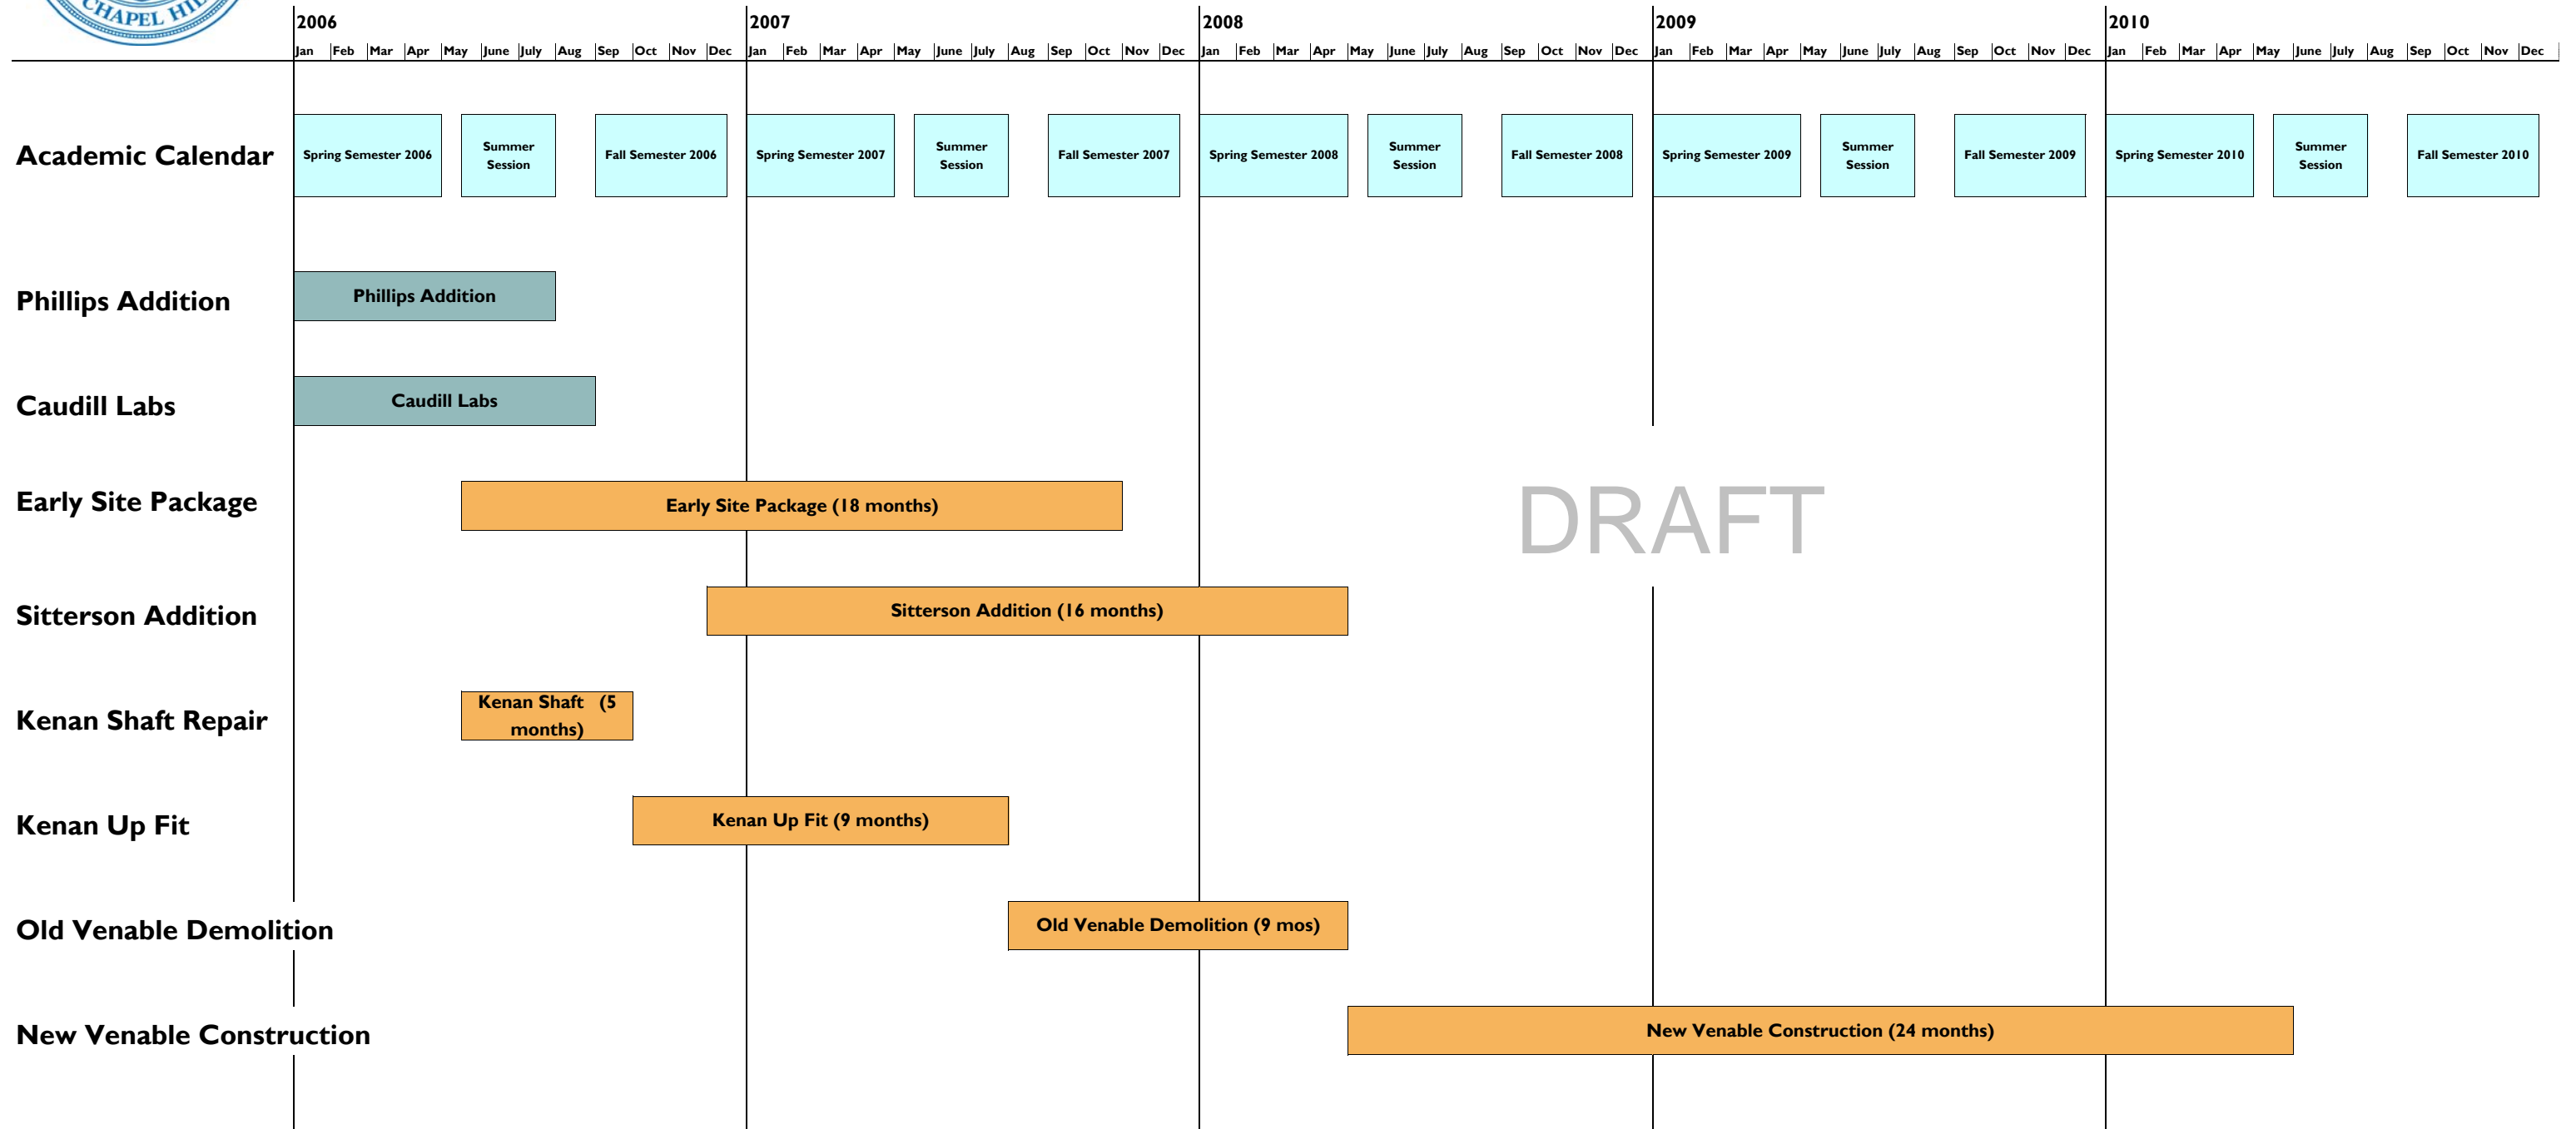 CHAPEL HIL
2006 2007 2008 2009 2010
Jan Feb Mar Apr May June July Aug Sep Oct Nov Dec Jan Feb Mar Apr May June July Aug Sep Oct Nov Dec Jan Feb Mar Apr May June July Aug Sep Oct Nov Dec Jan Feb Mar Apr May June July Aug Sep Oct Nov Dec Jan Feb Mar Apr May June July Aug Sep Oct Nov Dec
Academic Calendar
Spring Semester 2006
Summer
Session
Fall Semester 2006
Spring Semester 2007
Summer
Session
Fall Semester 2007
Spring Semester 2008
Summer
Session
Fall Semester 2008
Spring Semester 2009
Summer
Session
Fall Semester 2009
Spring Semester 2010
Summer
Session
Fall Semester 2010
Phillips Addition
Phillips Addition
Caudill Labs
Caudill Labs
Early Site Package
Early Site Package (18 months)
DRAFT
Sitterson Addition
Sitterson Addition (16 months)
Kenan Shaft Repair
Kenan Shaft (5
months)
Kenan Up Fit
Kenan Up Fit (9 months)
Old Venable Demolition
Old Venable Demolition (9 mos)
New Venable Construction
New Venable Construction (24 months)